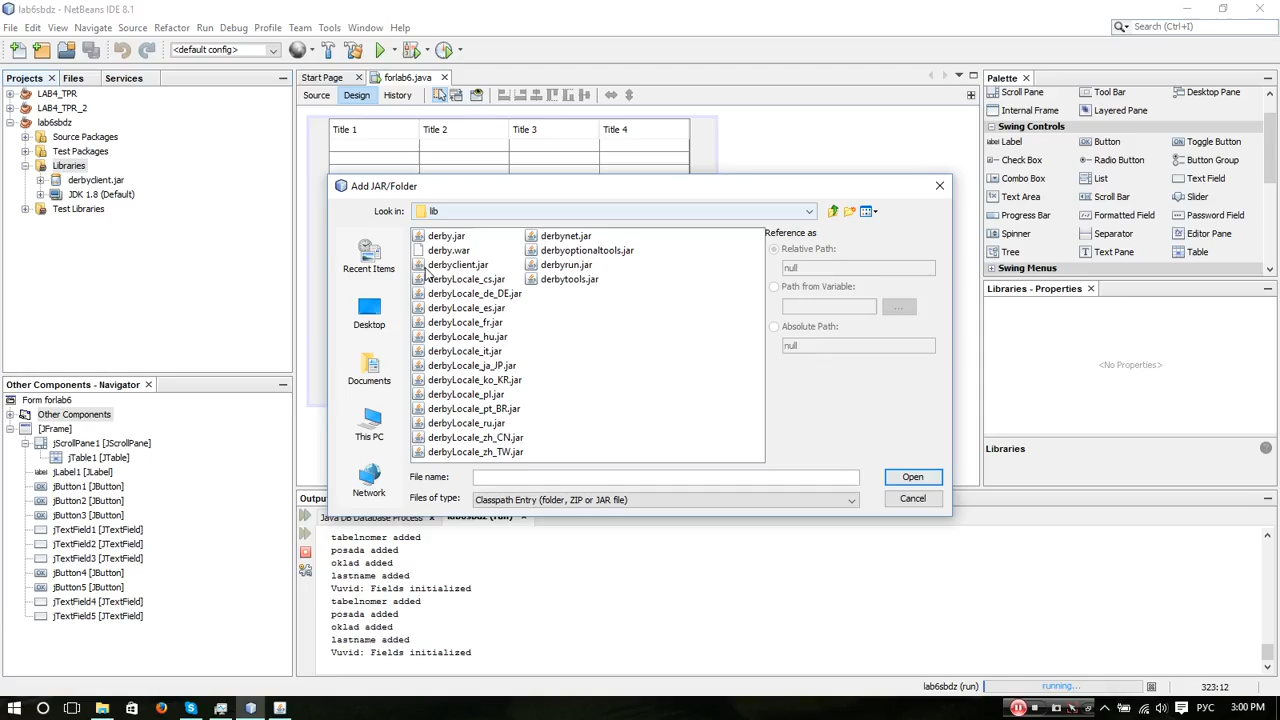 lab6sbdz - NetBeans IDE 8.1
File Edit View Navigate Source Refactor Run Debug Profile Team Tools Window Help
Search (Ctrl+I)
<default config>
Projects Files Services
Start Page forlab6.java
Palette
LAB4_TPR
LAB4_TPR_2
lab6sbdz
Source Packages
Test Packages
Libraries
derbyclient.jar
JDK 1.8 (Default)
Test Libraries
Source Design History
Title 1 Title 2 Title 3 Title 4
Scroll Pane Tool Bar Desktop Pane
Internal Frame Layered Pane
Swing Controls
Label Button Toggle Button
Check Box Radio Button Button Group
Combo Box List Text Field
Text Area Scroll Bar Slider
Progress Bar Formatted Field Password Field
Spinner Separator Editor Pane
Tree Table
Swing Menus
Libraries - Properties
<No Properties>
Libraries
Add JAR/Folder
Look in: lib
Recent Items
Desktop
Documents
This PC
Network
derby.jar
derby.war
derbyclient.jar
derbyLocale_cs.jar
derbyLocale_de_DE.jar
derbyLocale_es.jar
derbyLocale_fr.jar
derbyLocale_hu.jar
derbyLocale_it.jar
derbyLocale_ja_JP.jar
derbyLocale_ko_KR.jar
derbyLocale_pl.jar
derbyLocale_pt_BR.jar
derbyLocale_ru.jar
derbyLocale_zh_CN.jar
derbyLocale_zh_TW.jar
derbynet.jar
derbyoptionaltools.jar
derbyrun.jar
derbytools.jar
Reference as
Relative Path:
null
Path from Variable:
...
Absolute Path:
null
File name:
Open
Files of type: Classpath Entry (folder, ZIP or JAR file)
Cancel
Other Components - Navigator
Form forlab6
Other Components
[JFrame]
jScrollPane1 [JScrollPane]
jTable1 [JTable]
jLabel1 [JLabel]
jButton1 [JButton]
jButton2 [JButton]
jButton3 [JButton]
jTextField1 [JTextField]
jTextField2 [JTextField]
jTextField3 [JTextField]
jButton4 [JButton]
jButton5 [JButton]
jTextField4 [JTextField]
jTextField5 [JTextField]
Output
Java DB Database Process lab6sbdz (run)
tabelnomer added
posada added
oklad added
lastname added
Vuvid: Fields initialized
tabelnomer added
posada added
oklad added
lastname added
Vuvid: Fields initialized
lab6sbdz (run) running... 323:12
РУС 3:00 PM